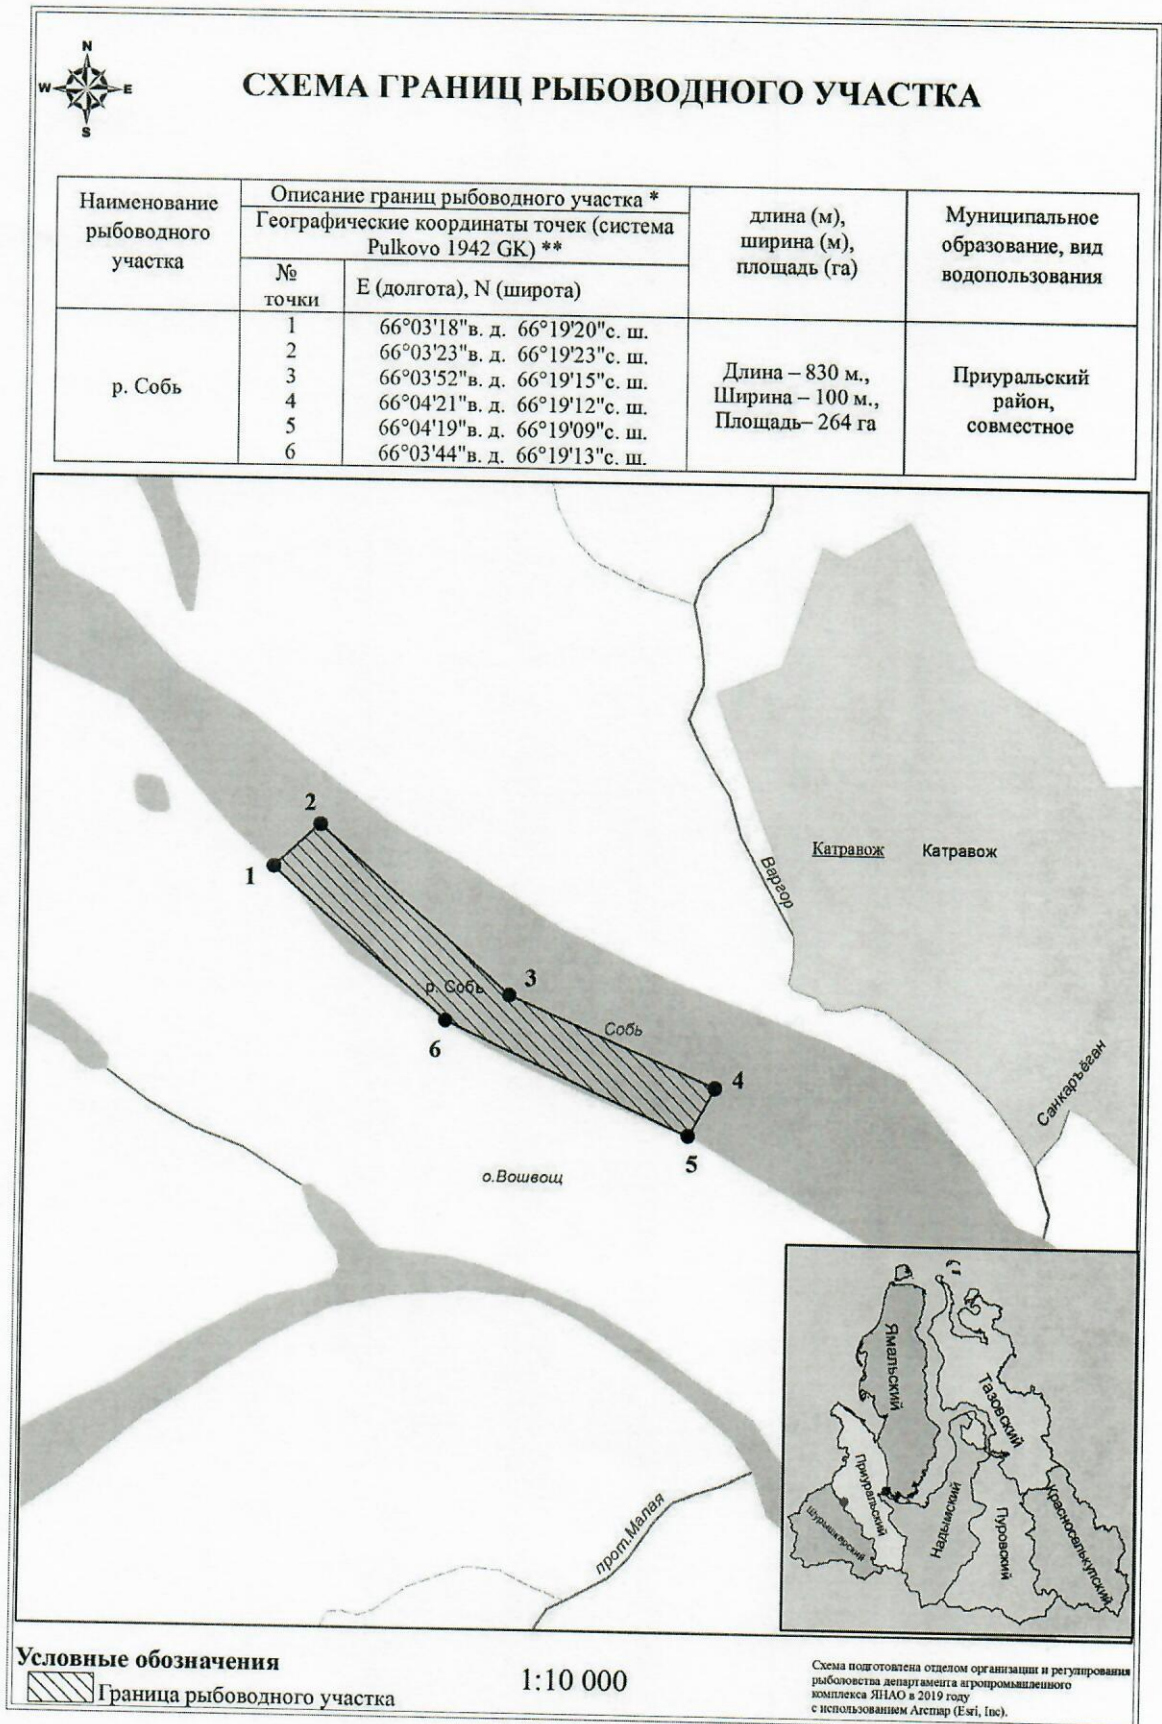 N
W E
S
СХЕМА ГРАНИЦ РЫБОВОДНОГО УЧАСТКА
Наименование
рыбоводного
участка
Описание границ рыбоводного участка *
Географические координаты точек (система
Pulkovo 1942 GK) **
№
точки
E (долгота), N (широта)
длина (м),
ширина (м),
площадь (га)
Муниципальное
образование, вид
водопользования
р. Собь
1 66°03'18"в. д. 66°19'20"с. ш.
2 66°03'23"в. д. 66°19'23"с. ш.
3 66°03'52"в. д. 66°19'15"с. ш.
4 66°04'21"в. д. 66°19'12"с. ш.
5 66°04'19"в. д. 66°19'09"с. ш.
6 66°03'44"в. д. 66°19'13"с. ш.
Длина – 830 м.,
Ширина – 100 м.,
Площадь– 264 га
Приуральский
район,
совместное
2
1
Катравож Катравож
Варгор
3
р. Собь
6
Собь
4
Санкаръёган
5
о.Вошвощ
Ямальский
Тазовский
Приуральский
Шурышкарский
Надымский
Пуровский
Красноселькупский
прот.Малая
Условные обозначения
Граница рыбоводного участка
1:10 000
Схема подготовлена отделом организации и регулирования
рыболовства департамента агропромышленного
комплекса ЯНАО в 2019 году
с использованием Arcmap (Esri, Inc).